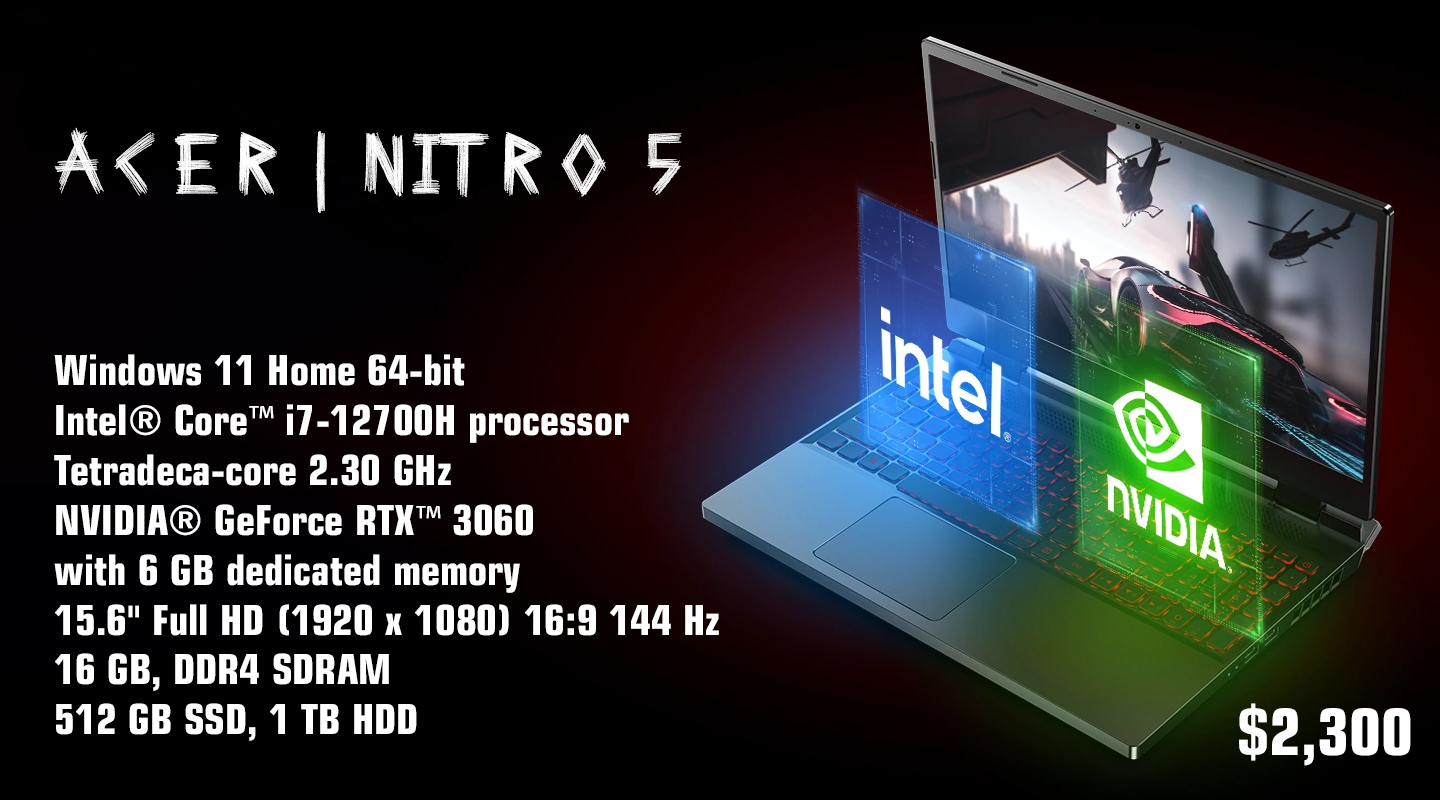 ACER | NITRO 5
Windows 11 Home 64-bit
Intel® Core™ i7-12700H processor
Tetradeca-core 2.30 GHz
NVIDIA® GeForce RTX™ 3060
with 6 GB dedicated memory
15.6" Full HD (1920 x 1080) 16:9 144 Hz
16 GB, DDR4 SDRAM
512 GB SSD, 1 TB HDD
intel®
NVIDIA®
$2,300